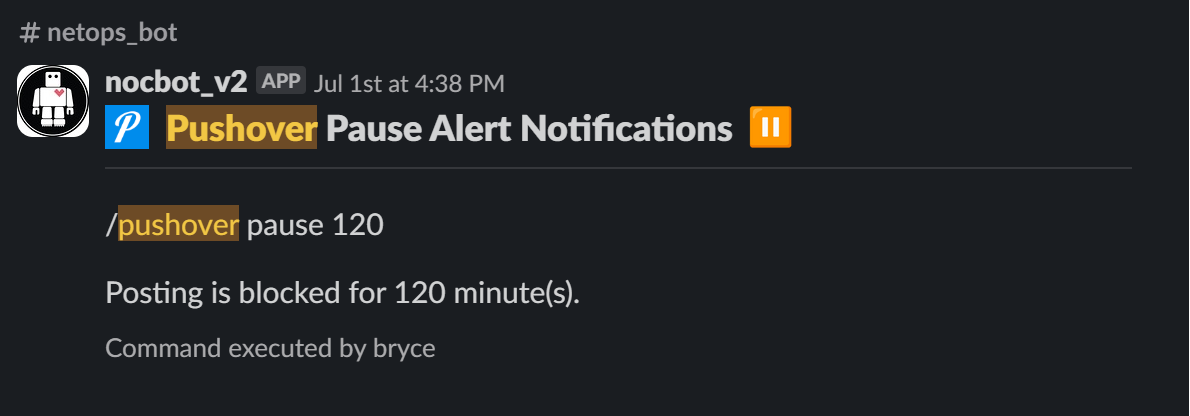 # netops_bot
nocbot_v2 APP Jul 1st at 4:38 PM
P Pushover Pause Alert Notifications
/pushover pause 120
Posting is blocked for 120 minute(s).
Command executed by bryce